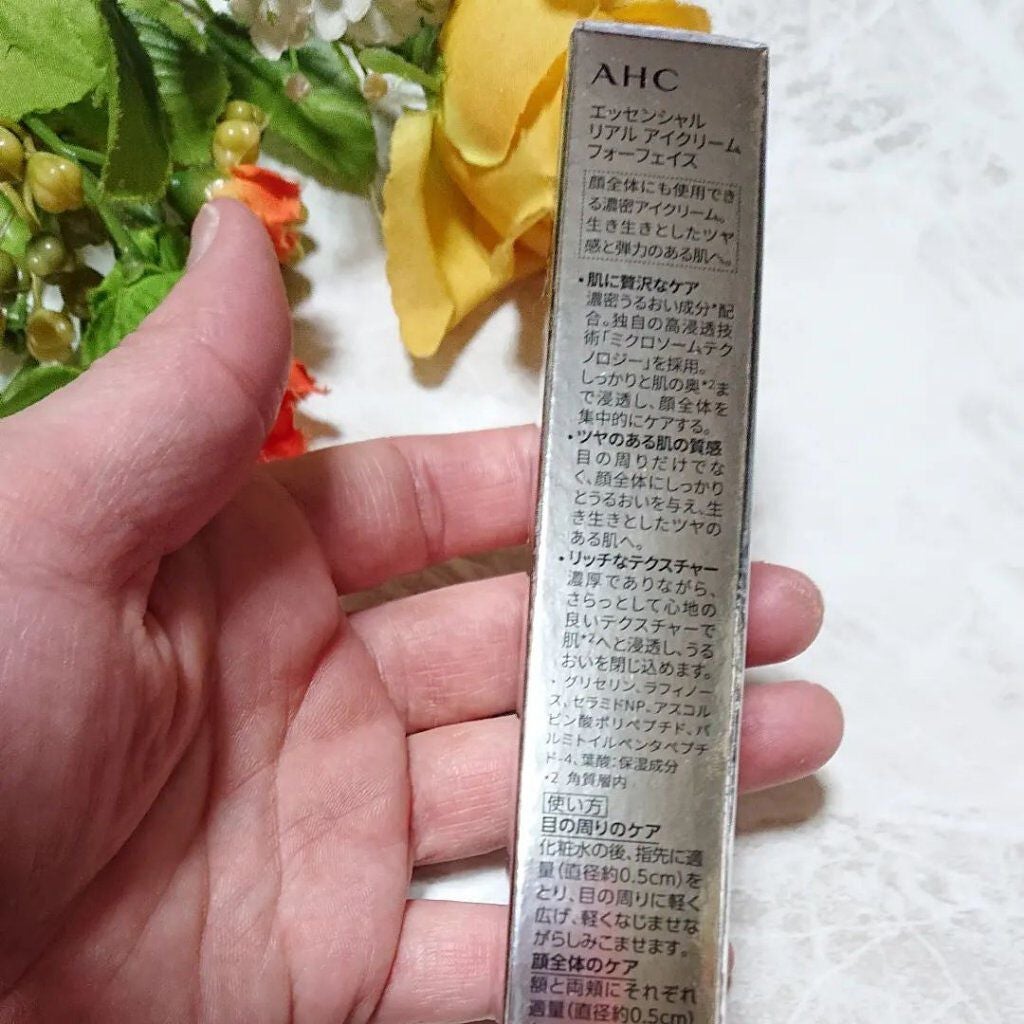 AHC
エッセンシャル
リアル アイクリーム
フォーフェイス
顔全体にも使用でき
る濃密アイクリーム。
生き生きとしたツヤ
感と弾力のある肌へ。
・肌に贅沢なケア
濃密うるおい成分*配
合。独自の高浸透技
術「ミクロソームテク
ノロジー」を採用。
しっかりと肌の奥*2ま
で浸透し、顔全体を
集中的にケアする。
・ツヤのある肌の質感
目の周りだけでな
く、顔全体にしっかり
とうるおいを与え、生
き生きとしたツヤの
ある肌へ。
・リッチなテクスチャー
濃厚でありながら、
さらっとして心地の
良いテクスチャーで
肌*2へと浸透し、うる
おいを閉じ込めます。
* グリセリン、ラフィノー
ス、セラミドNP、アスコル
ビン酸ポリペプチド、パ
ルミトイルペンタペプチ
ド-4、葉酸：保湿成分
*2 角質層内
使い方
目の周りのケア
化粧水の後、指先に適
量(直径約0.5cm)を
とり、目の周りに軽く
広げ、軽くなじませな
がらしみこませます。
顔全体のケア
額と両頬にそれぞれ
適量(直径約0.5cm)